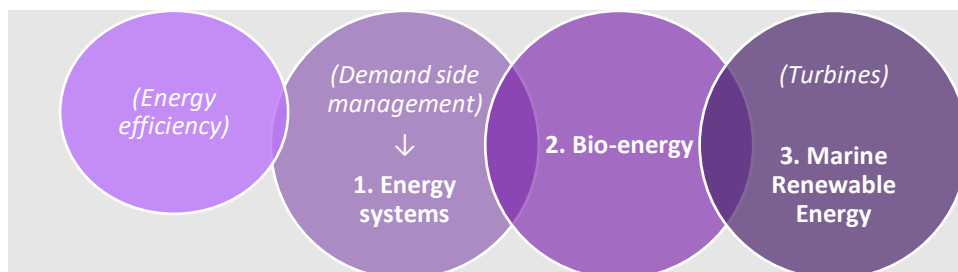 (Energy
efficiency)
(Demand side
management)
↓
1. Energy
systems
2. Bio-energy
(Turbines)
3. Marine
Renewable
Energy